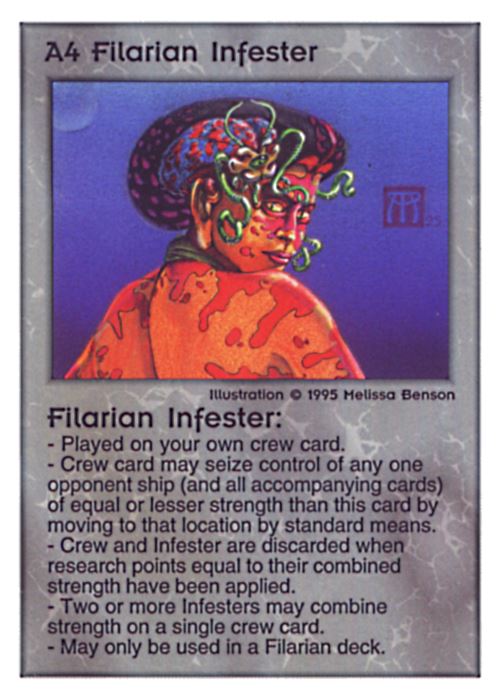 A4 Filarian Infester
95
Illustration © 1995 Melissa Benson
Filarian Infester:
- Played on your own crew card.
- Crew card may seize control of any one
opponent ship (and all accompanying cards)
of equal or lesser strength than this card by
moving to that location by standard means.
- Crew and Infester are discarded when
research points equal to their combined
strength have been applied.
- Two or more Infesters may combine
strength on a single crew card.
- May only be used in a Filarian deck.